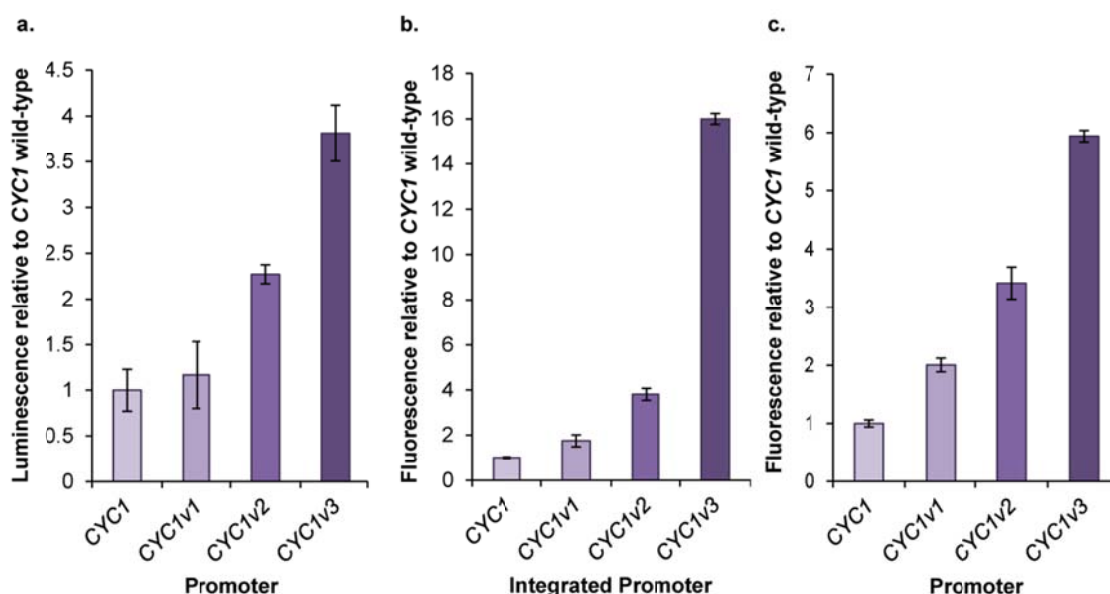 a.
Luminescence relative to CYC1 wild-type
4.5
4
3.5
3
2.5
2
1.5
1
0.5
0
CYC1
CYC1v1
CYC1v2
CYC1v3
Promoter
b.
Fluorescence relative to CYC1 wild-type
18
16
14
12
10
8
6
4
2
0
CYC1
CYC1v1
CYC1v2
CYC1v3
Integrated Promoter
c.
Fluorescence relative to CYC1 wild-type
7
6
5
4
3
2
1
0
CYC1
CYC1v1
CYC1v2
CYC1v3
Promoter